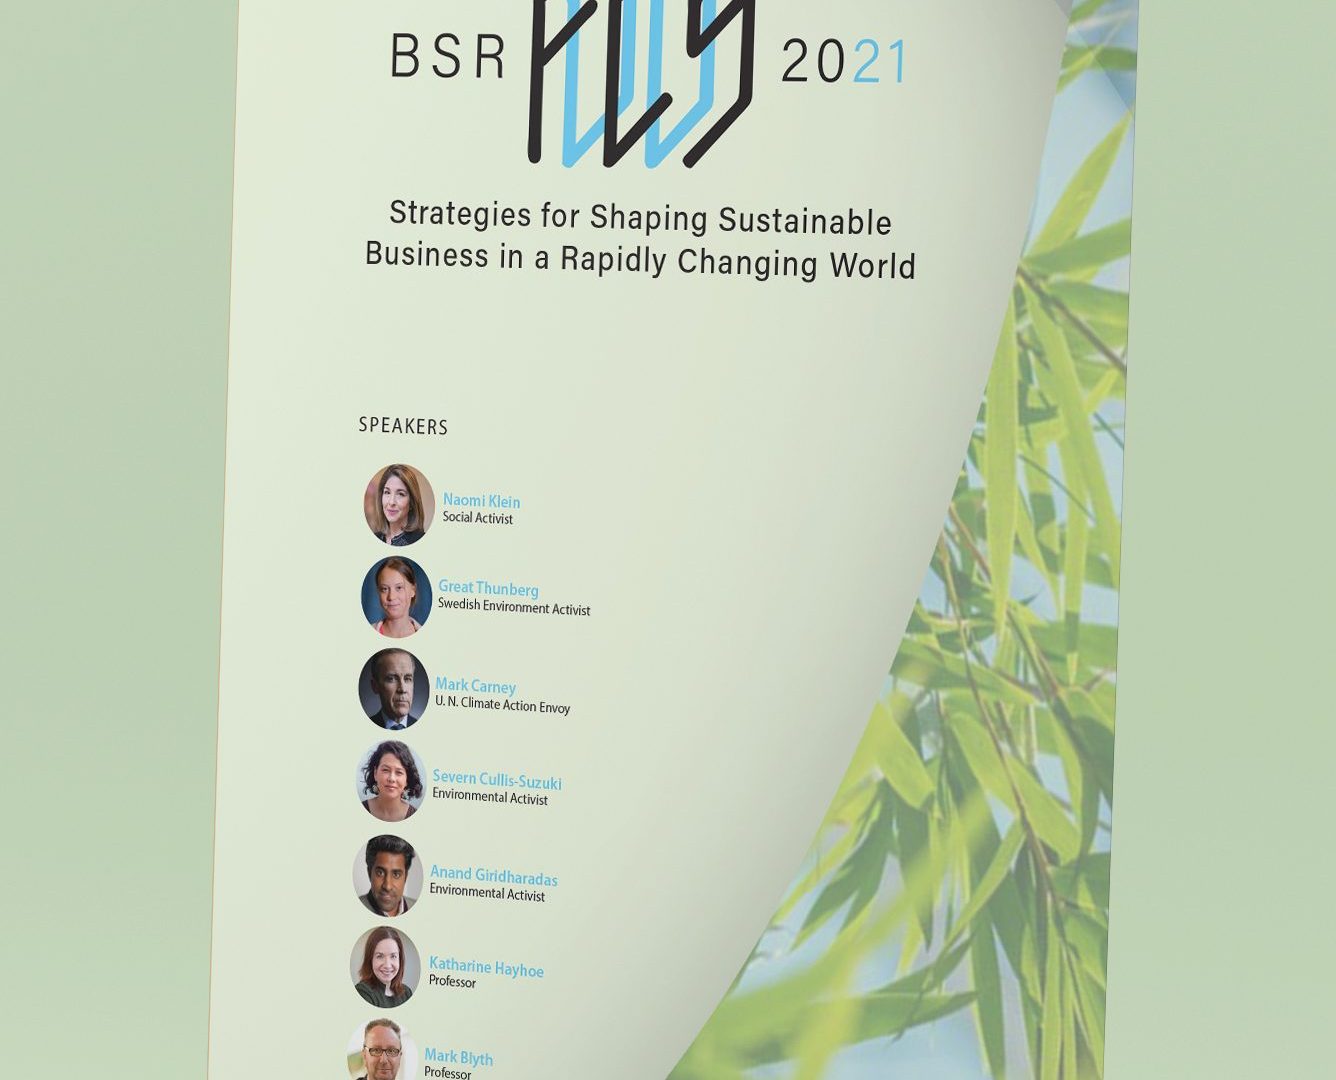 BSR 2021
Strategies for Shaping Sustainable
Business in a Rapidly Changing World
SPEAKERS
Naomi Klein
Social Activist
Great Thunberg
Swedish Environment Activist
Mark Carney
U. N. Climate Action Envoy
Severn Cullis-Suzuki
Environmental Activist
Anand Giridharadas
Environmental Activist
Katharine Hayhoe
Professor
Mark Blyth
Professor